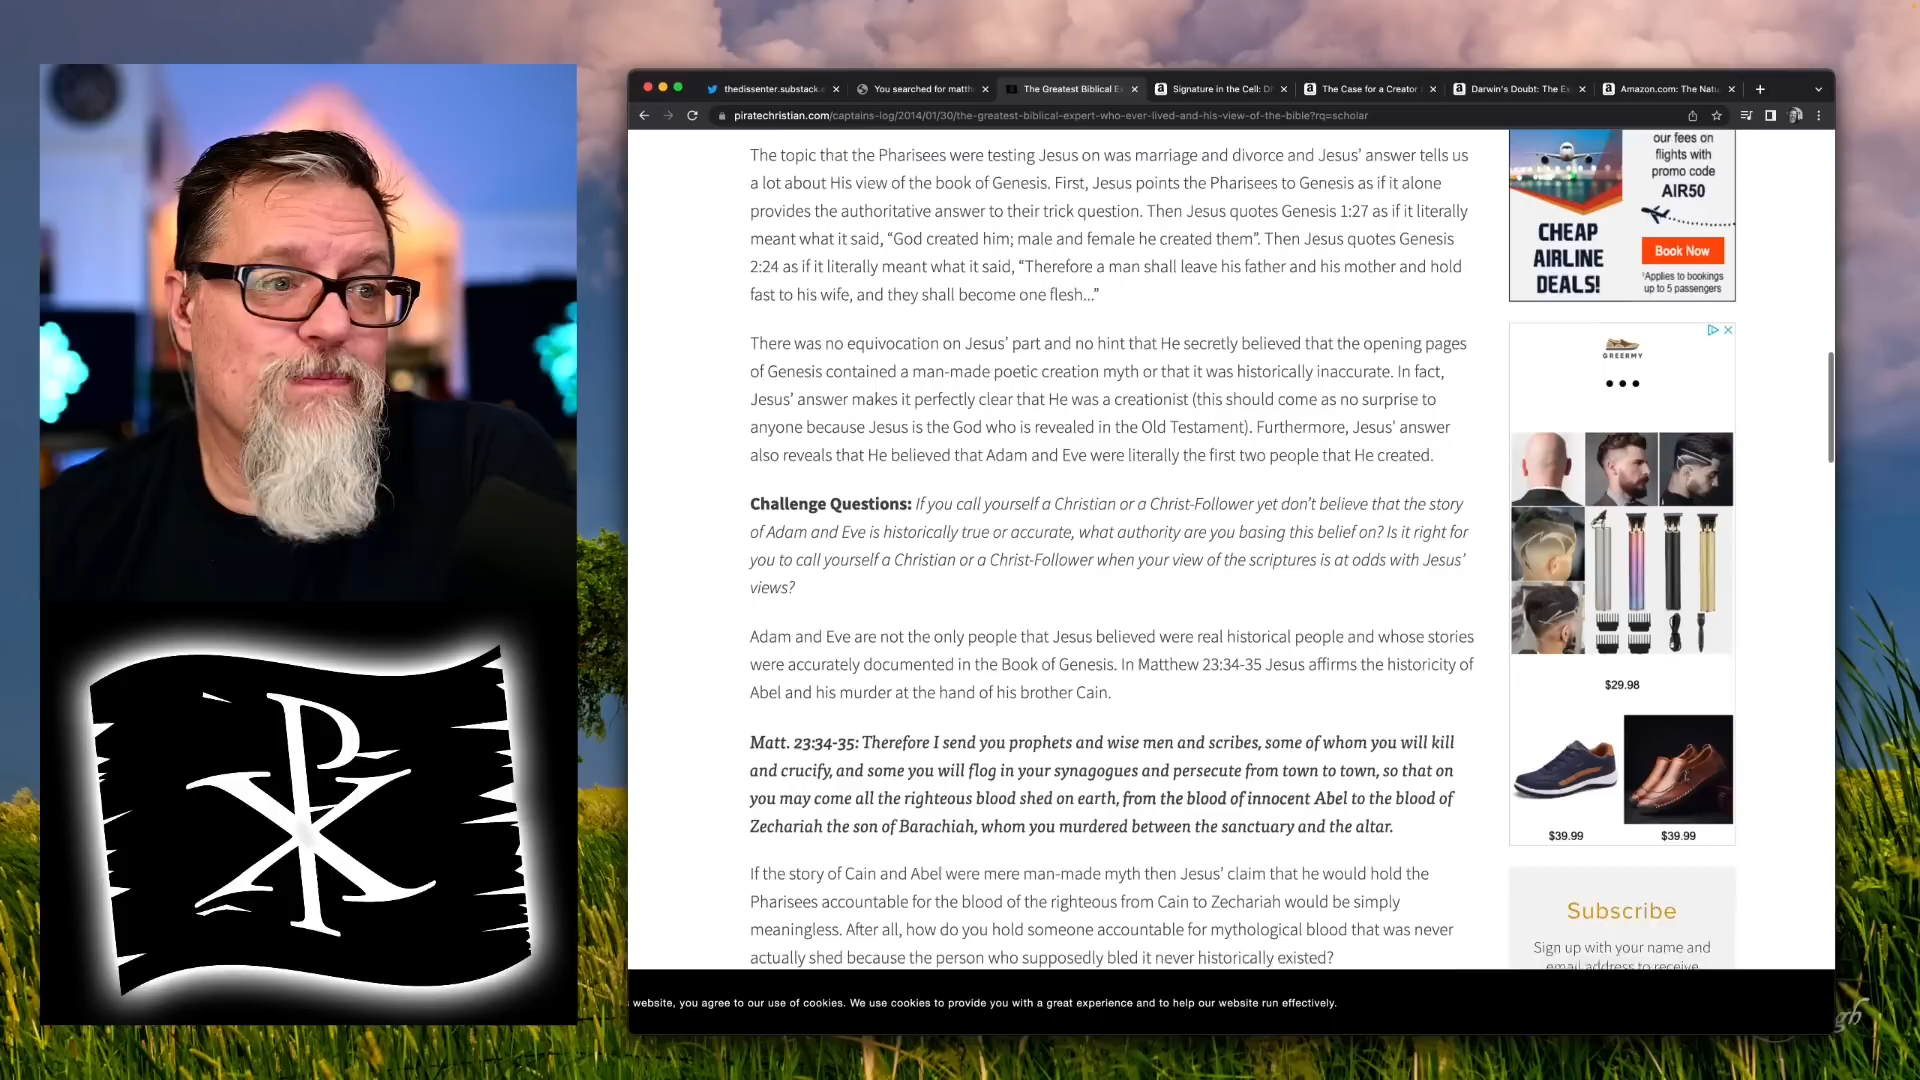 thedissenter.substack.c
You searched for matth
The Greatest Biblical Ex
Signature in the Cell: D
The Case for a Creator
Darwin's Doubt: The Ex
Amazon.com: The Natu
piratechristian.com/captains-log/2014/01/30/the-greatest-biblical-expert-who-ever-lived-and-his-view-of-the-bible?rq=scholar
The topic that the Pharisees were testing Jesus on was marriage and divorce and Jesus’ answer tells us
a lot about His view of the book of Genesis. First, Jesus points the Pharisees to Genesis as if it alone
provides the authoritative answer to their trick question. Then Jesus quotes Genesis 1:27 as if it literally
meant what it said, “God created him; male and female he created them”. Then Jesus quotes Genesis
2:24 as if it literally meant what it said, “Therefore a man shall leave his father and his mother and hold
fast to his wife, and they shall become one flesh...”
There was no equivocation on Jesus’ part and no hint that He secretly believed that the opening pages
of Genesis contained a man-made poetic creation myth or that it was historically inaccurate. In fact,
Jesus’ answer makes it perfectly clear that He was a creationist (this should come as no surprise to
anyone because Jesus is the God who is revealed in the Old Testament). Furthermore, Jesus' answer
also reveals that He believed that Adam and Eve were literally the first two people that He created.
Challenge Questions: If you call yourself a Christian or a Christ-Follower yet don’t believe that the story
of Adam and Eve is historically true or accurate, what authority are you basing this belief on? Is it right for
you to call yourself a Christian or a Christ-Follower when your view of the scriptures is at odds with Jesus’
views?
Adam and Eve are not the only people that Jesus believed were real historical people and whose stories
were accurately documented in the Book of Genesis. In Matthew 23:34-35 Jesus affirms the historicity of
Abel and his murder at the hand of his brother Cain.
Matt. 23:34-35: Therefore I send you prophets and wise men and scribes, some of whom you will kill
and crucify, and some you will flog in your synagogues and persecute from town to town, so that on
you may come all the righteous blood shed on earth, from the blood of innocent Abel to the blood of
Zechariah the son of Barachiah, whom you murdered between the sanctuary and the altar.
If the story of Cain and Abel were mere man-made myth then Jesus’ claim that he would hold the
Pharisees accountable for the blood of the righteous from Cain to Zechariah would be simply
meaningless. After all, how do you hold someone accountable for mythological blood that was never
actually shed because the person who supposedly bled it never historically existed?
our fees on
flights with
promo code
AIR50
CHEAP
AIRLINE
DEALS!
Book Now
*Applies to bookings
up to 5 passengers
GREERMY
$29.98
$39.99
$39.99
Subscribe
Sign up with your name and
email address to receive
website, you agree to our use of cookies. We use cookies to provide you with a great experience and to help our website run effectively.
gh